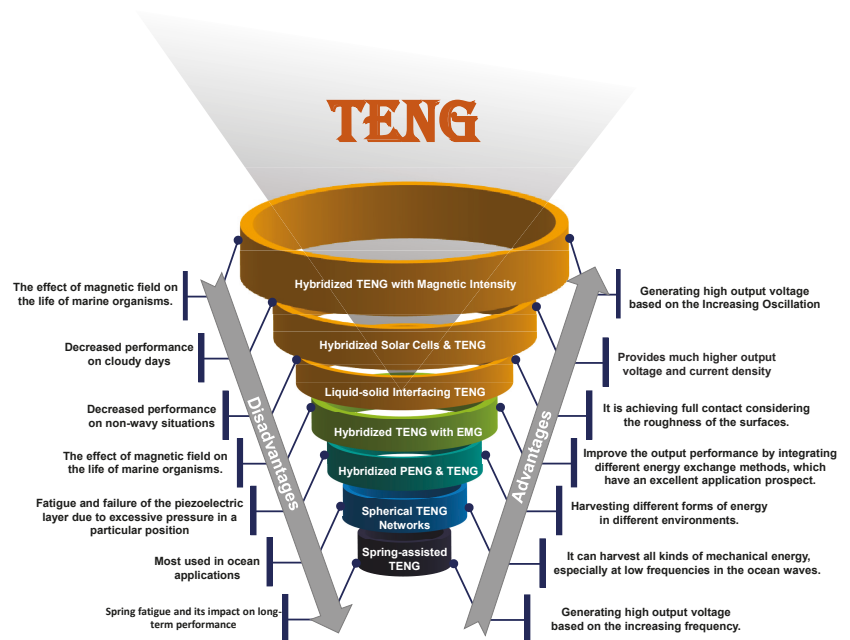 TENG
Hybridized TENG with Magnetic Intensity
Hybridized Solar Cells & TENG
Liquid-solid Interfacing TENG
Hybridized TENG with EMG
Hybridized PENG & TENG
Spherical TENG
Networks
Spring-assisted
TENG
Disadvantages
The effect of magnetic field on
the life of marine organisms.
Decreased performance
on cloudy days
Decreased performance
on non-wavy situations
The effect of magnetic field on
the life of marine organisms.
Fatigue and failure of the piezoelectric
layer due to excessive pressure in a
particular position
Most used in ocean
applications
Spring fatigue and its impact on long-
term performance
Advantages
Generating high output voltage
based on the Increasing Oscillation
Provides much higher output
voltage and current density
It is achieving full contact considering
the roughness of the surfaces.
Improve the output performance by integrating
different energy exchange methods, which
have an excellent application prospect.
Harvesting different forms of energy
in different environments.
It can harvest all kinds of mechanical energy,
especially at low frequencies in the ocean waves.
Generating high output voltage
based on the increasing frequency.